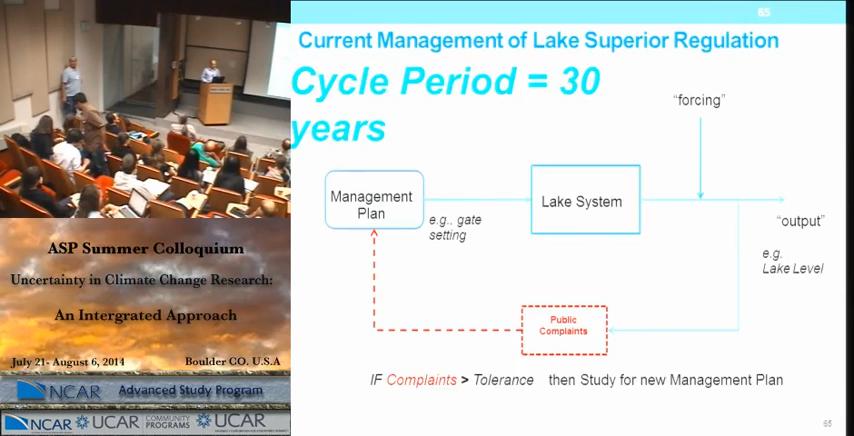 65
Current Management of Lake Superior Regulation
Cycle Period = 30
years
"forcing"
Management
Plan
e.g., gate
setting
Lake System
"output"
e.g.
Lake Level
Public
Complaints
IF Complaints > Tolerance then Study for new Management Plan
65
ASP Summer Colloquium
Uncertainty in Climate Change Research:
An Intergrated Approach
July 21- August 6, 2014 Boulder CO. U.S.A
NCAR Advanced Study Program
NCAR UCAR COMMUNITY PROGRAMS UCAR